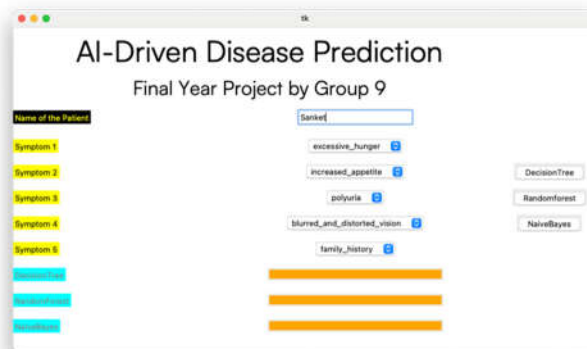 tk
AI-Driven Disease Prediction
Final Year Project by Group 9
Name of the Patient Sanket
Symptom 1 excessive_hunger
Symptom 2 increased_appetite DecisionTree
Symptom 3 polyuria Randomforest
Symptom 4 blurred_and_distorted_vision NaiveBayes
Symptom 5 family_history
DecisionTree
RandomForest
NaiveBayes